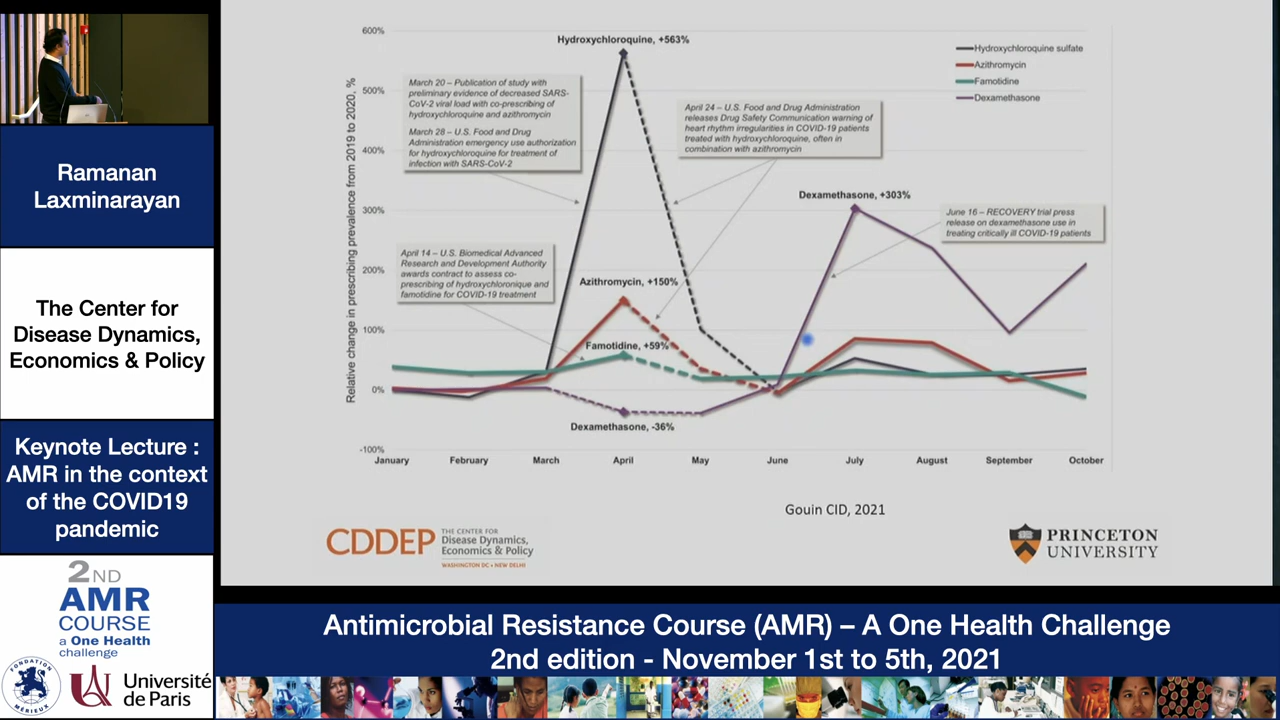 Ramanan
Laxminarayan
The Center for
Disease Dynamics,
Economics & Policy
Keynote Lecture :
AMR in the context
of the COVID19
pandemic
2ND
AMR
COURSE
a One Health
challenge
FONDATION
MÉRIEUX
Université
de Paris
Relative change in prescribing prevalence from 2019 to 2020, %
600%
500%
400%
300%
200%
100%
0%
-100%
Hydroxychloroquine, +563%
Hydroxychloroquine sulfate
Azithromycin
Famotidine
Dexamethasone
March 20 – Publication of study with
preliminary evidence of decreased SARS-
CoV-2 viral load with co-prescribing of
hydroxychloroquine and azithromycin
March 28 – U.S. Food and Drug
Administration emergency use authorization
for hydroxychloroquine for treatment of
infection with SARS-CoV-2
April 24 – U.S. Food and Drug Administration
releases Drug Safety Communication warning of
heart rhythm irregularities in COVID-19 patients
treated with hydroxychloroquine, often in
combination with azithromycin
Dexamethasone, +303%
June 16 – RECOVERY trial press
release on dexamethasone use in
treating critically ill COVID-19 patients
April 14 – U.S. Biomedical Advanced
Research and Development Authority
awards contract to assess co-
prescribing of hydroxychloronique and
famotidine for COVID-19 treatment
Azithromycin, +150%
Famotidine, +59%
Dexamethasone, -36%
January February March April May June July August September October
Gouin CID, 2021
CDDEP
THE CENTER FOR
Disease Dynamics,
Economics & Policy
WASHINGTON DC • NEW DELHI
PRINCETON
UNIVERSITY
Antimicrobial Resistance Course (AMR) – A One Health Challenge
2nd edition - November 1st to 5th, 2021